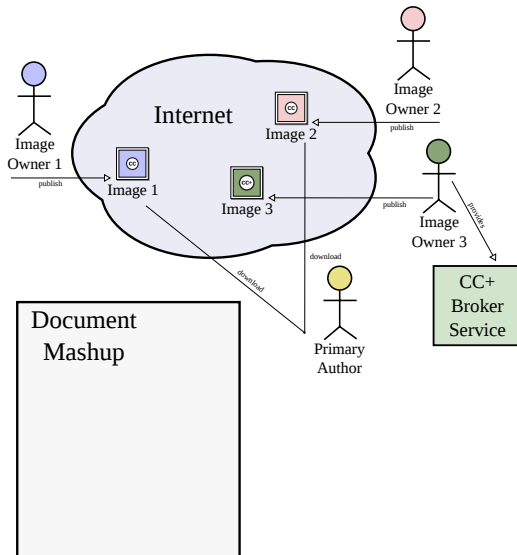 Internet
Image
Owner 1
publish
cc
Image 1
cc
Image 2
Image
Owner 2
publish
cc+
Image 3
publish
Image
Owner 3
provides
CC+
Broker
Service
download
download
Primary
Author
Document
Mashup